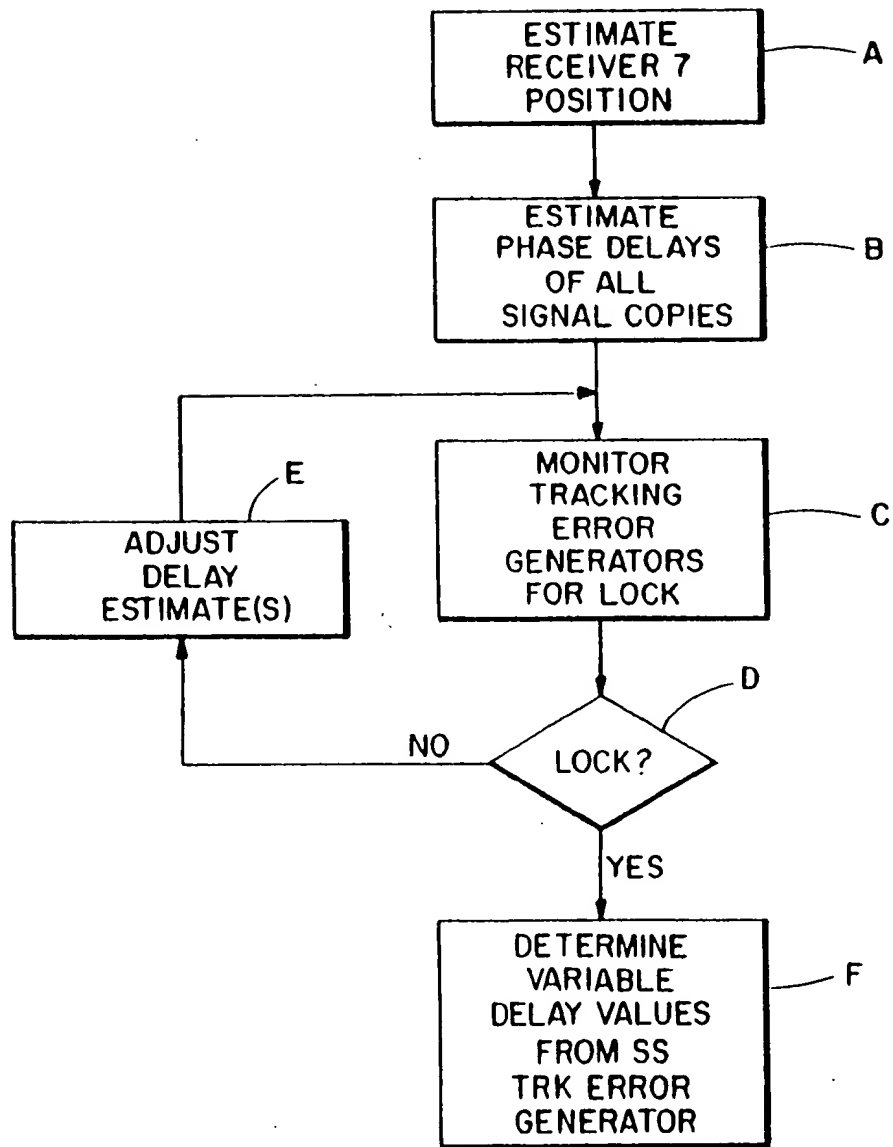 ESTIMATE
RECEIVER 7
POSITION
A
ESTIMATE
PHASE DELAYS
OF ALL
SIGNAL COPIES
B
MONITOR
TRACKING
ERROR
GENERATORS
FOR LOCK
C
E
ADJUST
DELAY
ESTIMATE(S)
D
LOCK?
NO
YES
DETERMINE
VARIABLE
DELAY VALUES
FROM SS
TRK ERROR
GENERATOR
F